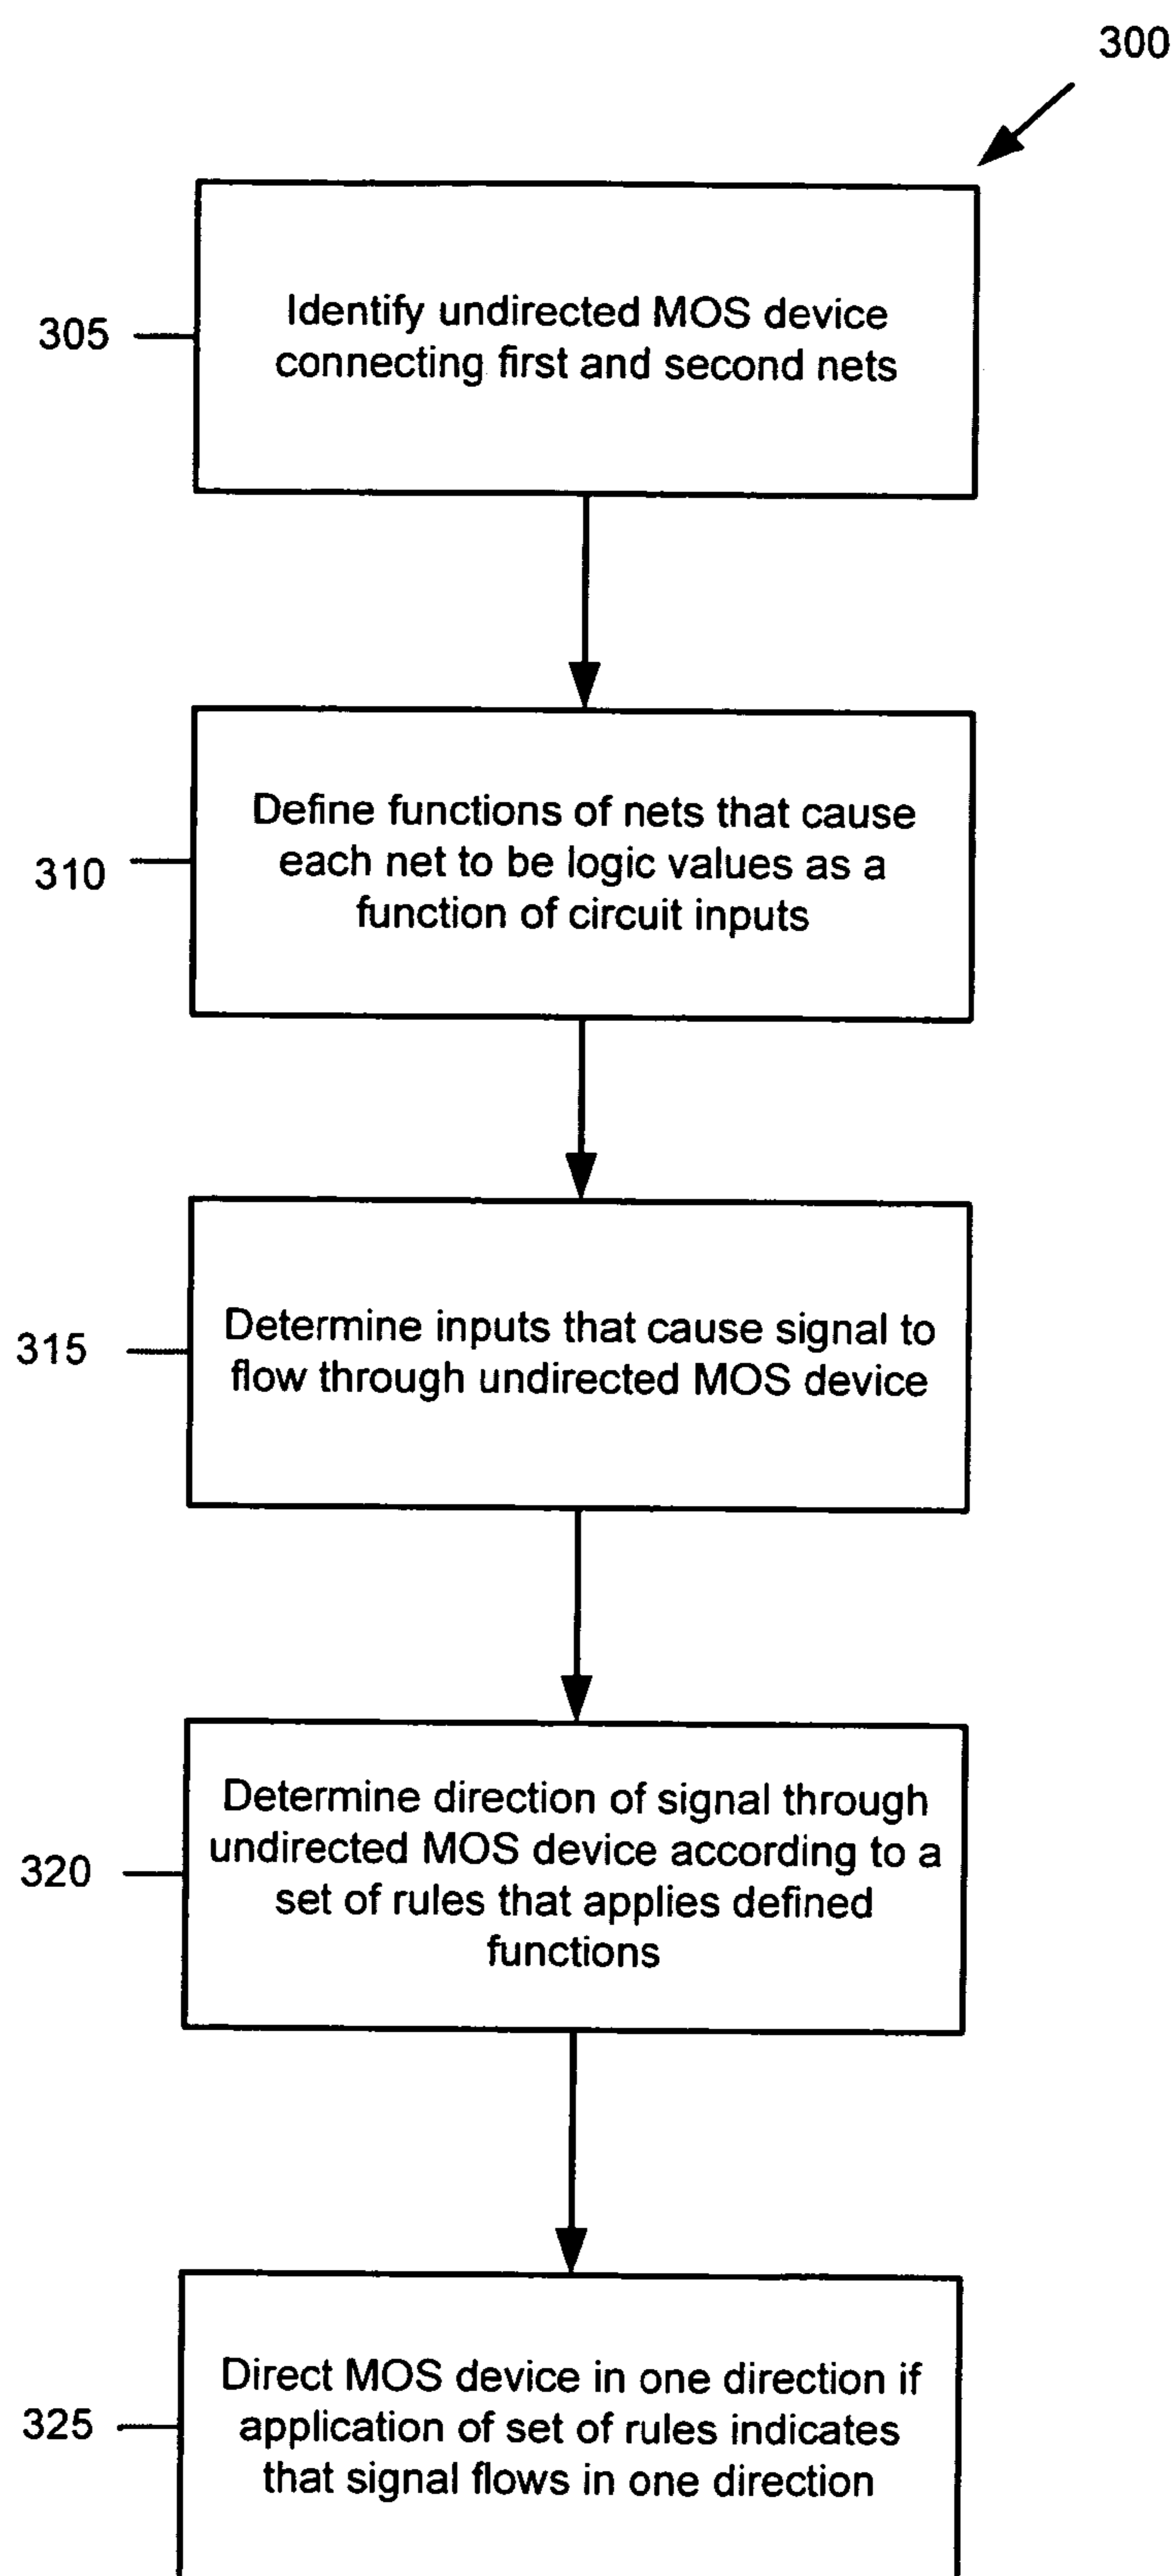 300
305
Identify undirected MOS device
connecting first and second nets
310
Define functions of nets that cause
each net to be logic values as a
function of circuit inputs
315
Determine inputs that cause signal to
flow through undirected MOS device
320
Determine direction of signal through
undirected MOS device according to a
set of rules that applies defined
functions
325
Direct MOS device in one direction if
application of set of rules indicates
that signal flows in one direction